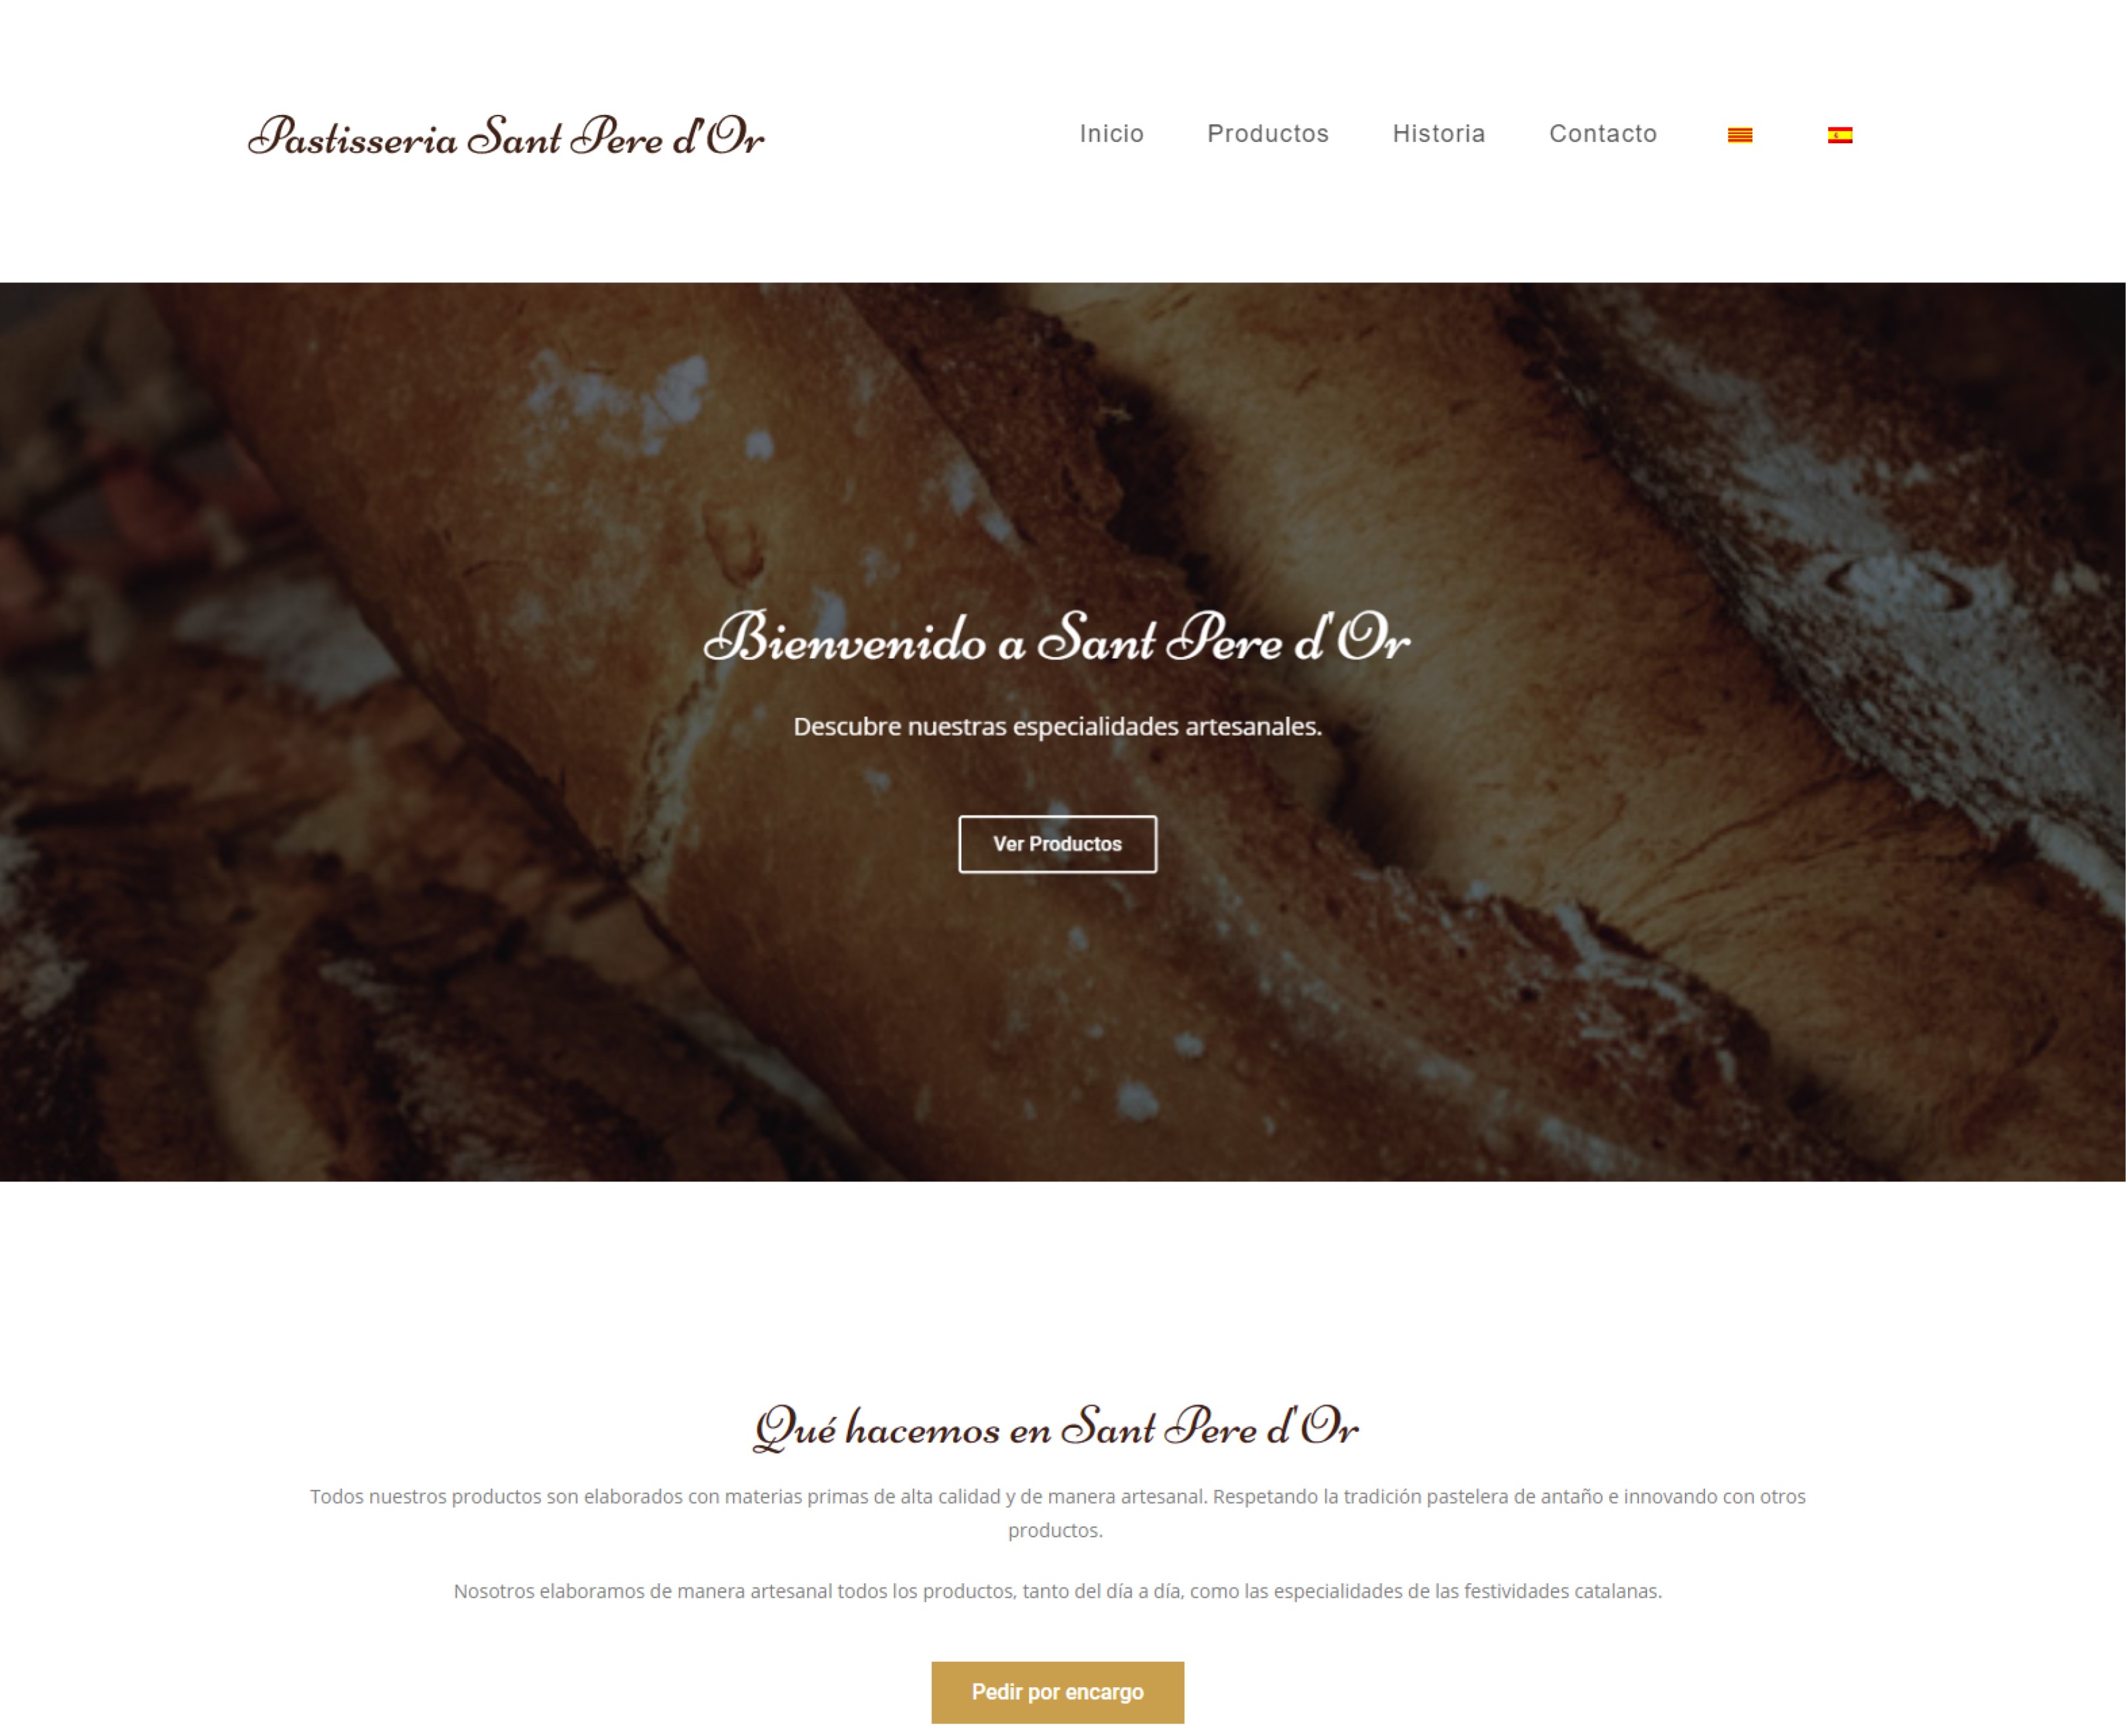 Pastisseria Sant Pere d'Or
Inicio Productos Historia Contacto
Bienvenido a Sant Pere d'Or
Descubre nuestras especialidades artesanales.
Ver Productos
Qué hacemos en Sant Pere d'Or
Todos nuestros productos son elaborados con materias primas de alta calidad y de manera artesanal. Respetando la tradición pastelera de antaño e innovando con otros
productos.
Nosotros elaboramos de manera artesanal todos los productos, tanto del día a día, como las especialidades de las festividades catalanas.
Pedir por encargo